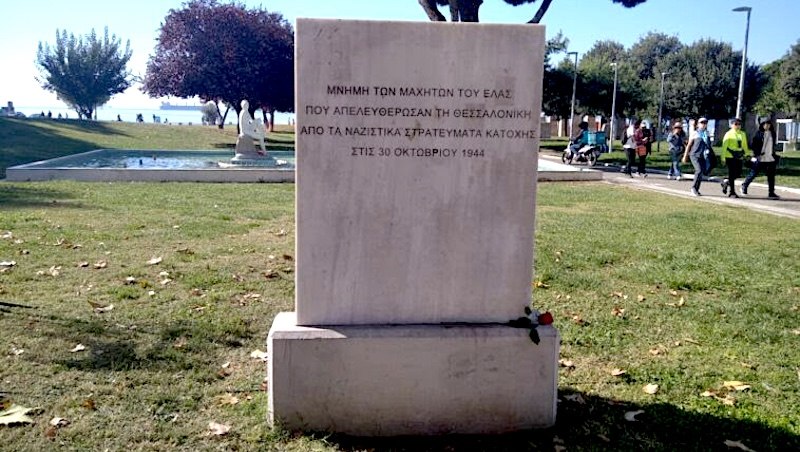 ΜΝΗΜΗ ΤΩΝ ΜΑΧΗΤΩΝ ΤΟΥ ΕΛΑΣ
ΠΟΥ ΑΠΕΛΕΥΘΕΡΩΣΑΝ ΤΗ ΘΕΣΣΑΛΟΝΙΚΗ
ΑΠΟ ΤΑ ΝΑΖΙΣΤΙΚΑ ΣΤΡΑΤΕΥΜΑΤΑ ΚΑΤΟΧΗΣ
ΣΤΙΣ 30 ΟΚΤΩΒΡΙΟΥ 1944